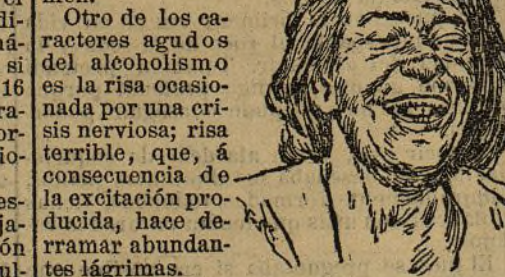 Otro de los ca-
racteres agudos
del alcoholismo
es la risa ocasio-
nada por una crí-
sis nerviosa; risa
terrible, que, á
consecuencia de
la excitación pro-
ducida, hace de-
rramar abundan-
tes lágrimas.